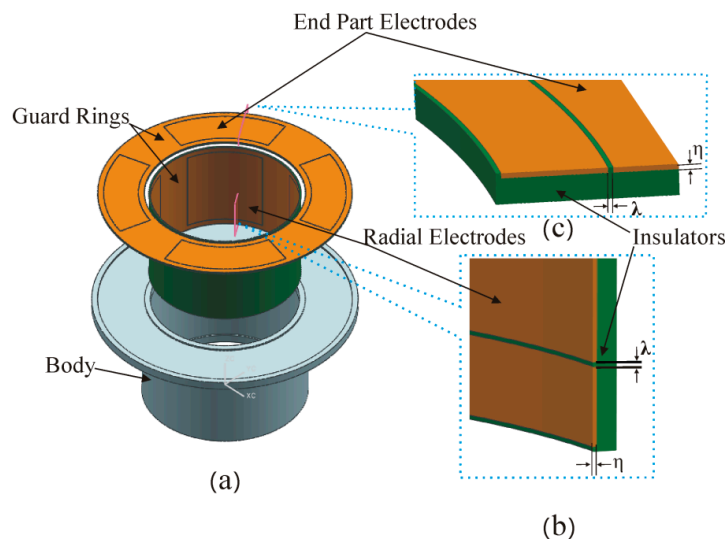 End Part Electrodes
Guard Rings
η
λ
(c)
Radial Electrodes
Insulators
λ
Body
XC
η
(a)
(b)